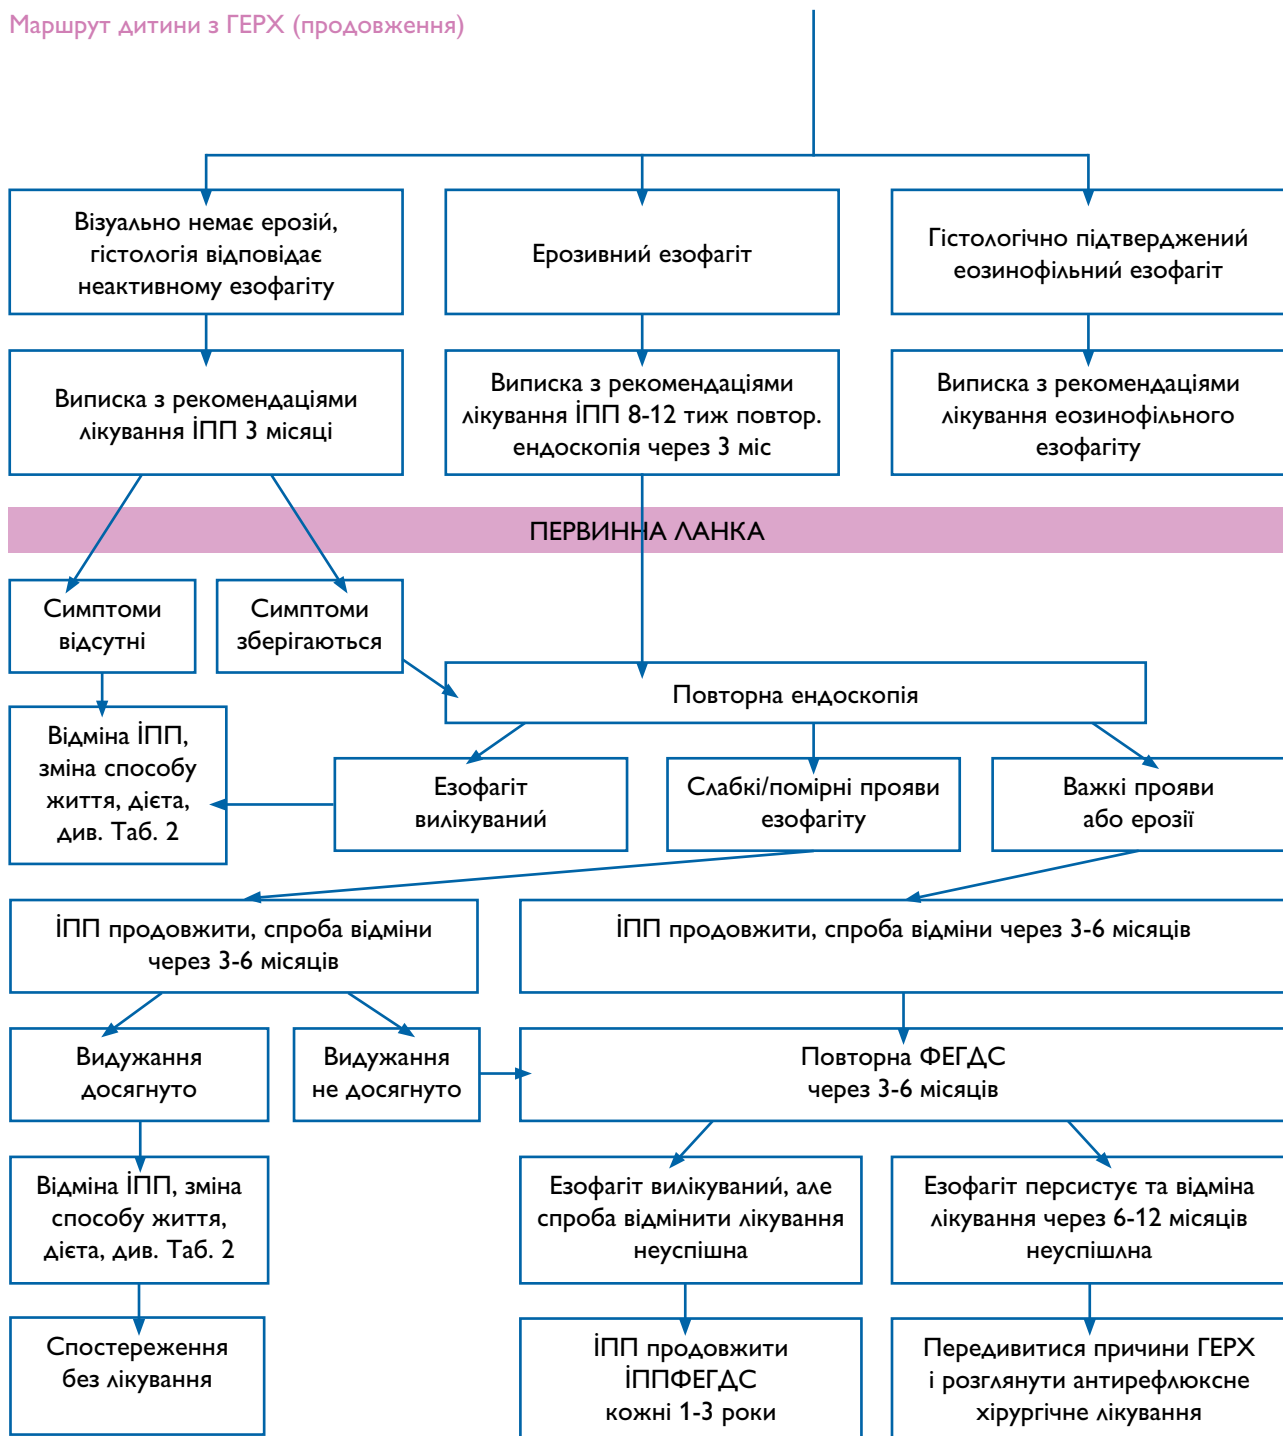 Маршрут дитини з ГЕРХ (продовження)
Візуально немає ерозій,
гістологія відповідає
неактивному езофагіту
Ерозивний езофагіт
Гістологічно підтверджений
еозинофільний езофагіт
Виписка з рекомендаціями
лікування ІПП 3 місяці
Виписка з рекомендаціями
лікування ІПП 8-12 тиж повтор.
ендоскопія через 3 міс
Виписка з рекомендаціями
лікування еозинофільного
езофагіту
ПЕРВИННА ЛАНКА
Симптоми
відсутні
Симптоми
зберігаються
Повторна ендоскопія
Відміна ІПП,
зміна способу
життя, дієта,
див. Таб. 2
Езофагіт
вилікуваний
Слабкі/помірні прояви
езофагіту
Важкі прояви
або ерозії
ІПП продовжити, спроба відміни
через 3-6 місяців
ІПП продовжити, спроба відміни через 3-6 місяців
Видужання
досягнуто
Видужання
не досягнуто
Повторна ФЕГДС
через 3-6 місяців
Відміна ІПП, зміна
способу життя,
дієта, див. Таб. 2
Езофагіт вилікуваний, але
спроба відмінити лікування
неуспішна
Езофагіт персистує та відміна
лікування через 6-12 місяців
неуспішлна
Спостереження
без лікування
ІПП продовжити
ІППФЕГДС
кожні 1-3 роки
Передивитися причини ГЕРХ
і розглянути антирефлюксне
хірургічне лікування